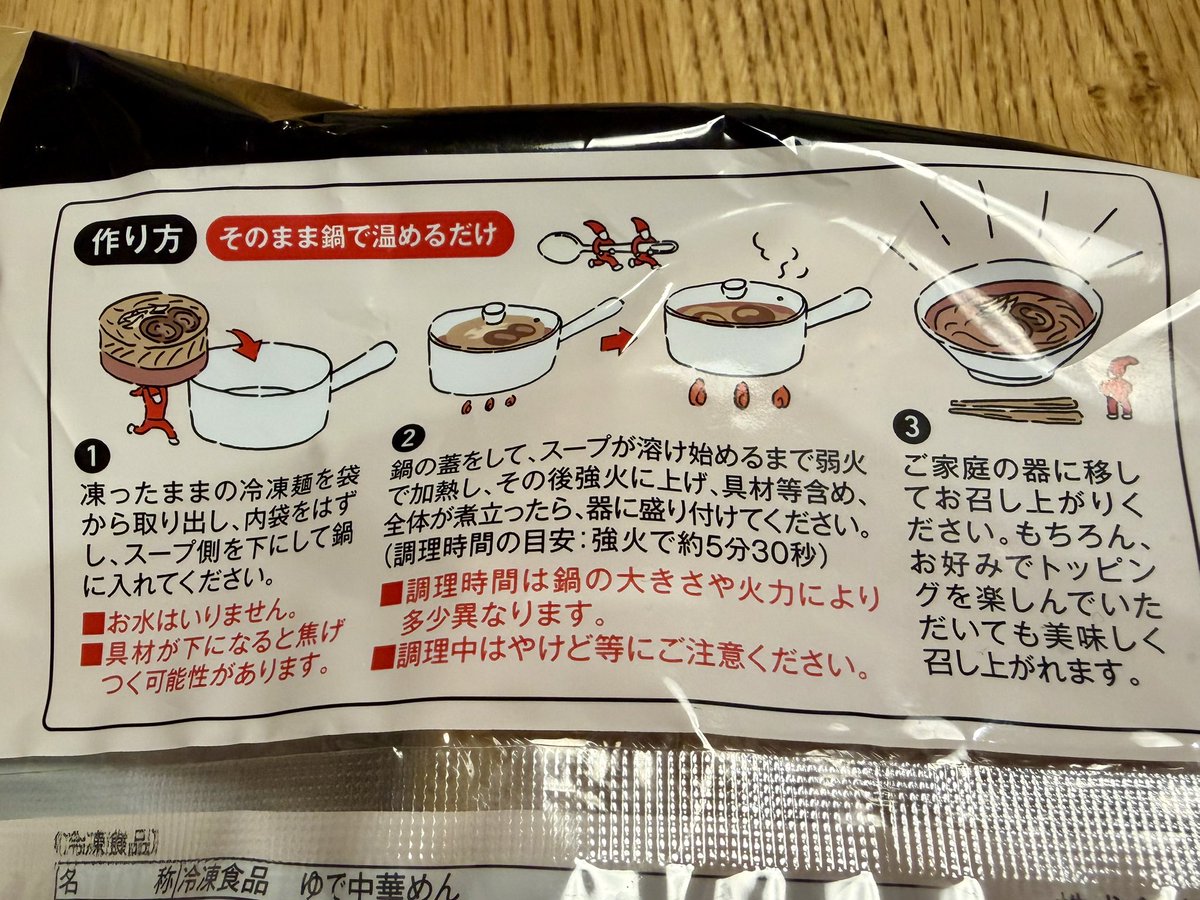 作り方
そのまま鍋で温めるだけ
1
凍ったままの冷凍麺を袋
から取り出し、内袋をはず
し、スープ側を下にして鍋
に入れてください。
■お水はいりません。
■具材が下になると焦げ
つく可能性があります。
2
鍋の蓋をして、スープが溶け始めるまで弱火
で加熱し、その後強火に上げ、具材等含め、
全体が煮立ったら、器に盛り付けてください。
(調理時間の目安:強火で約5分30秒)
■調理時間は鍋の大きさや火力により
多少異なります。
■調理中はやけど等にご注意ください。
3
ご家庭の器に移し
てお召し上がりく
ださい。もちろん、
お好みでトッピン
グを楽しんでいた
だいても美味しく
召し上がれます。
名 称 冷凍食品 ゆで中華めん